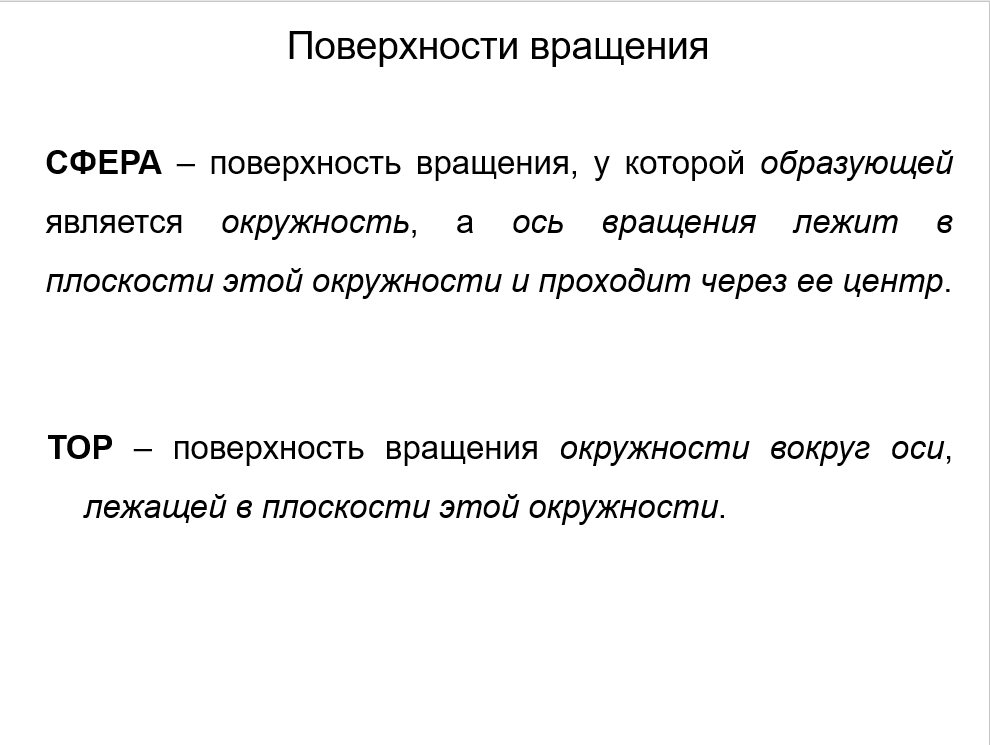 Поверхности вращения
СФЕРА – поверхность вращения, у которой образующей
является окружность, а ось вращения лежит в
плоскости этой окружности и проходит через ее центр.
ТОР – поверхность вращения окружности вокруг оси,
лежащей в плоскости этой окружности.